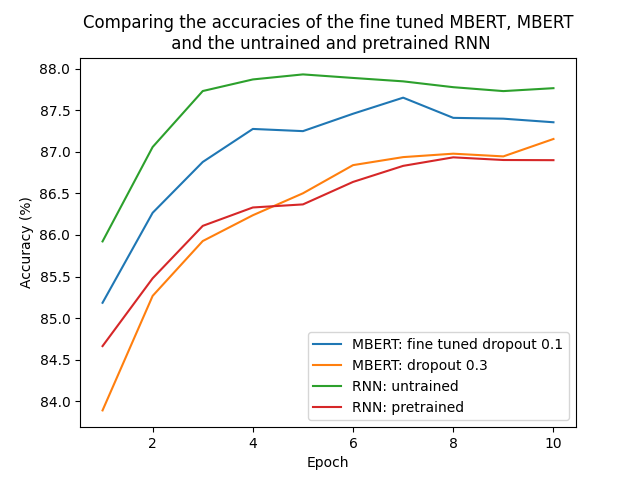 Comparing the accuracies of the fine tuned MBERT, MBERT
and the untrained and pretrained RNN
88.0
87.5
87.0
86.5
86.0
85.5
85.0
84.5
84.0
Accuracy (%)
MBERT: fine tuned dropout 0.1
MBERT: dropout 0.3
RNN: untrained
RNN: pretrained
2 4 6 8 10
Epoch